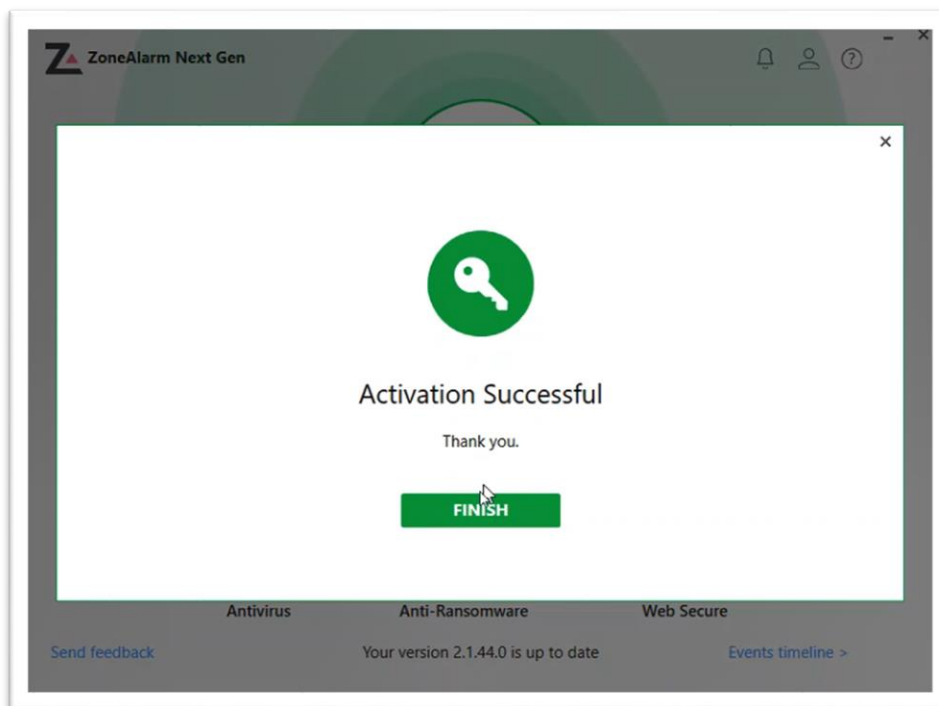 ZoneAlarm Next Gen
Activation Successful
Thank you.
FINISH
Antivirus Anti-Ransomware Web Secure
Send feedback Your version 2.1.44.0 is up to date Events timeline >